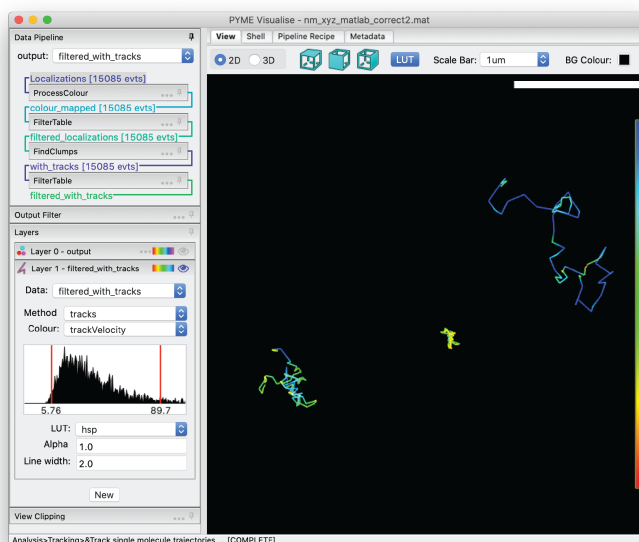 PYME Visualise - nm_xyz_matlab_correct2.mat
Data Pipeline
output: filtered_with_tracks
Localizations [15085 evts]
ProcessColour ...
colour_mapped [15085 evts]
FilterTable ...
filtered_localizations [15085 evts]
FindClumps ...
with_tracks [15085 evts]
FilterTable ...
filtered_with_tracks
Output Filter ...
Layers
Layer 0 - output ...
Layer 1 - filtered_with_tracks
Data: filtered_with_tracks
Method tracks
Colour: trackVelocity
5.76 89.7
LUT: hsp
Alpha 1.0
Line width: 2.0
New
View Clipping ...
View Shell Pipeline Recipe Metadata
2D 3D LUT Scale Bar: 1um BG Colour:
Analysis>Tracking>&Track single molecule trajectories ... [COMPLETE]